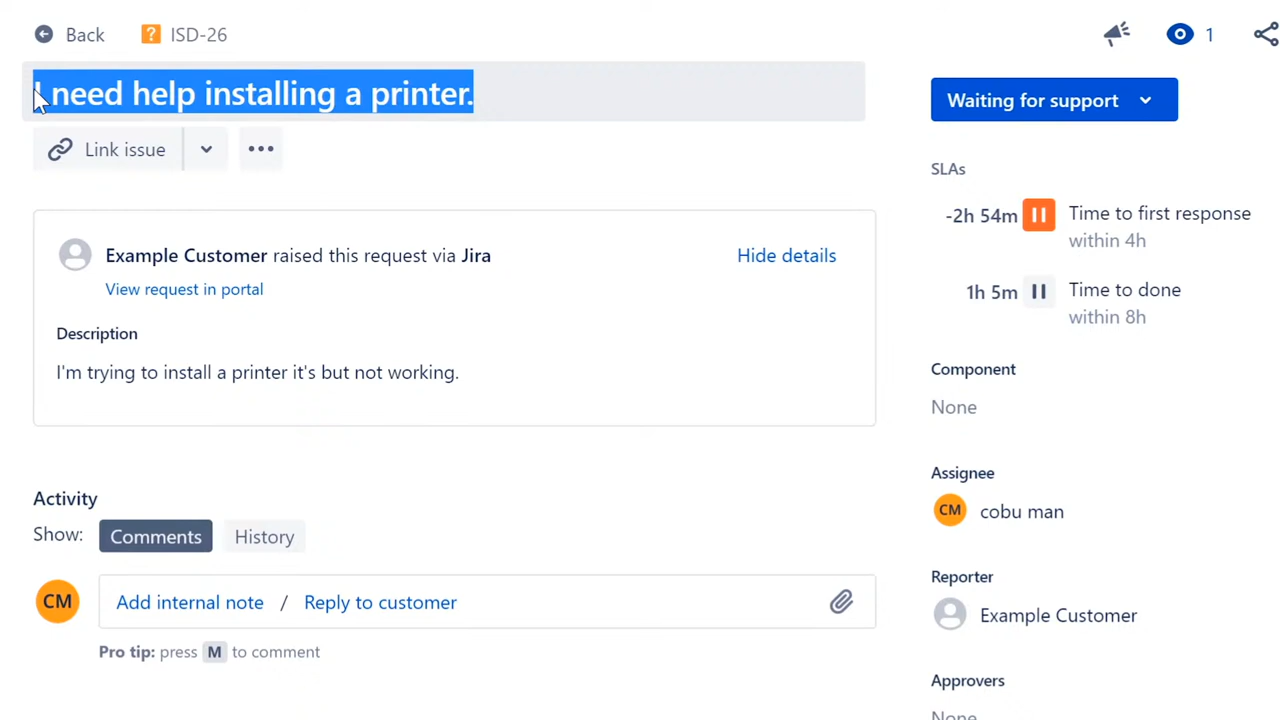 Back
? ISD-26
1
I need help installing a printer.
Waiting for support
Link issue
SLAs
-2h 54m Time to first response
within 4h
Example Customer raised this request via Jira
Hide details
View request in portal
1h 5m Time to done
within 8h
Description
I'm trying to install a printer it's but not working.
Component
None
Activity
Show: Comments History
Assignee
CM cobu man
CM Add internal note / Reply to customer
Pro tip: press M to comment
Reporter
Example Customer
Approvers
None